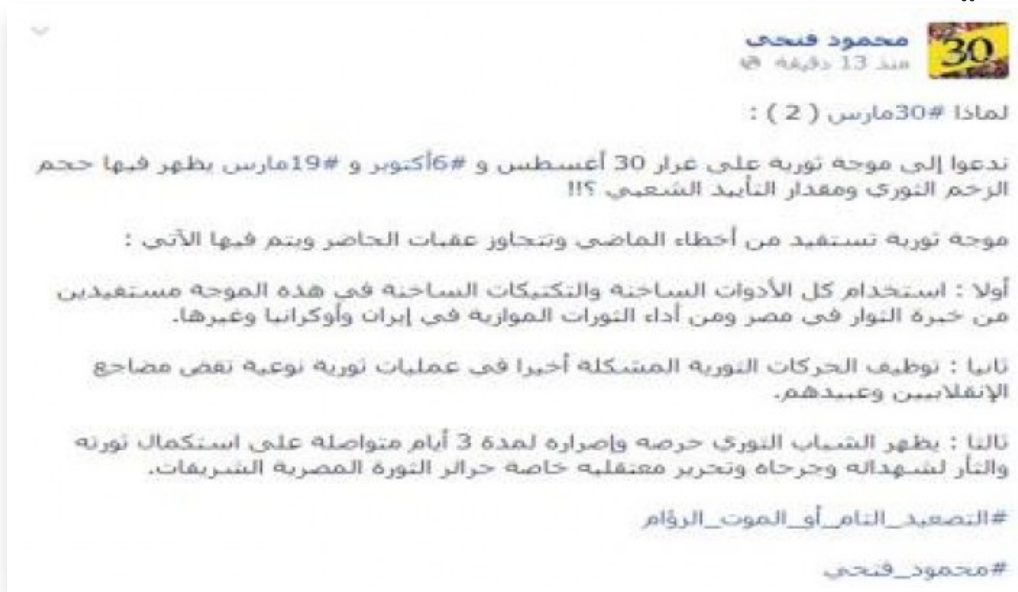 30
محمود فتحي
منذ 13 دقيقة
لماذا #30مارس ( 2 ) :
ندعوا إلى موجة ثورية على غرار 30 أغسطس و #6أكتوبر و #19مارس يظهر فيها حجم
الزخم الثوري ومقدار التأييد الشعبي ؟!!
موجة ثورية تستفيد من أخطاء الماضي وتتجاوز عقبات الحاضر ويتم فيها الآتي :
أولا : استخدام كل الأدوات الساخنة والتكتيكات الساخنة في هذه الموجة مستفيدين
من خبرة الثوار في مصر ومن أداء الثورات الموازية في إيران وأوكرانيا وغيرها.
ثانيا : توظيف الحركات الثورية المشكلة أخيرا في عمليات ثورية نوعية تقض مضاجع
الإنقلابيين وعبيدهم.
ثالثا : يظهر الشباب الثوري حرصه وإصراره لمدة 3 أيام متواصلة على استكمال ثورته
والثأر لشهدائه وجرحاه وتحرير معتقليه خاصة حرائر الثورة المصرية الشريفات.
#التصعيد_التام_أو_الموت_الرؤام
#محمود_فتحي